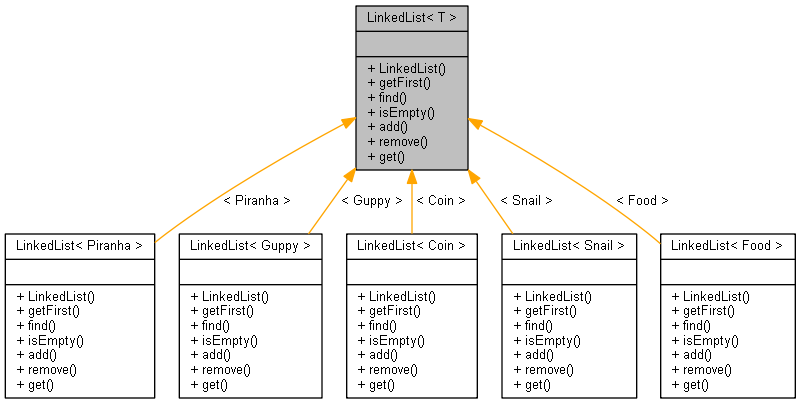 LinkedList< T >
+ LinkedList()
+ getFirst()
+ find()
+ isEmpty()
+ add()
+ remove()
+ get()
< Piranha >
< Guppy >
< Coin >
< Snail >
< Food >
LinkedList< Piranha >
+ LinkedList()
+ getFirst()
+ find()
+ isEmpty()
+ add()
+ remove()
+ get()
LinkedList< Guppy >
+ LinkedList()
+ getFirst()
+ find()
+ isEmpty()
+ add()
+ remove()
+ get()
LinkedList< Coin >
+ LinkedList()
+ getFirst()
+ find()
+ isEmpty()
+ add()
+ remove()
+ get()
LinkedList< Snail >
+ LinkedList()
+ getFirst()
+ find()
+ isEmpty()
+ add()
+ remove()
+ get()
LinkedList< Food >
+ LinkedList()
+ getFirst()
+ find()
+ isEmpty()
+ add()
+ remove()
+ get()